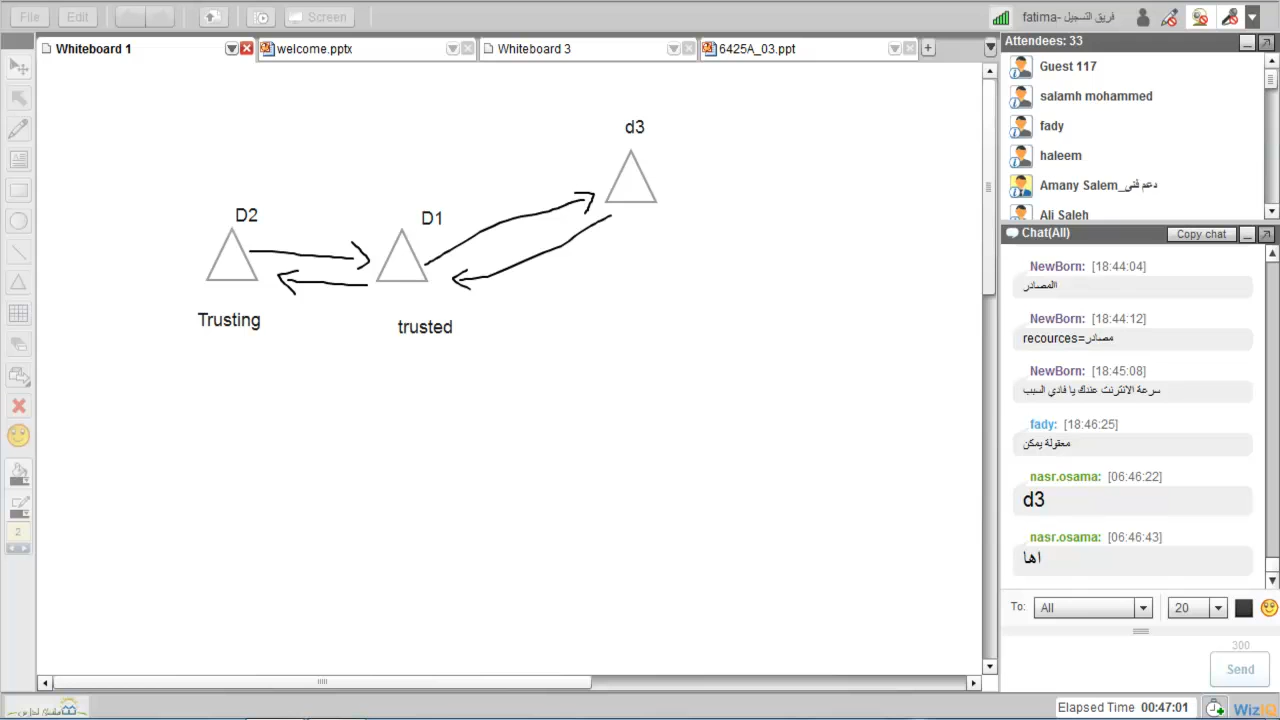 File
Edit
Screen
fatima- فريق التسجيل
Whiteboard 1
welcome.pptx
Whiteboard 3
6425A_03.ppt
Attendees: 33
Guest 117
salamh mohammed
fady
haleem
Amany Salem_دعم فنى
Ali Saleh
d3
D2
D1
Trusting
trusted
Chat(All)
Copy chat
NewBorn: [18:44:04]
االمصادر
NewBorn: [18:44:12]
recources=مصادر
NewBorn: [18:45:08]
سرعة الانترنت عندك يا فادي السبب
fady: [18:46:25]
معقولة يمكن
nasr.osama: [06:46:22]
d3
nasr.osama: [06:46:43]
اها
To:
All
20
2
300
Send
Elapsed Time 00:47:01
WizIQ